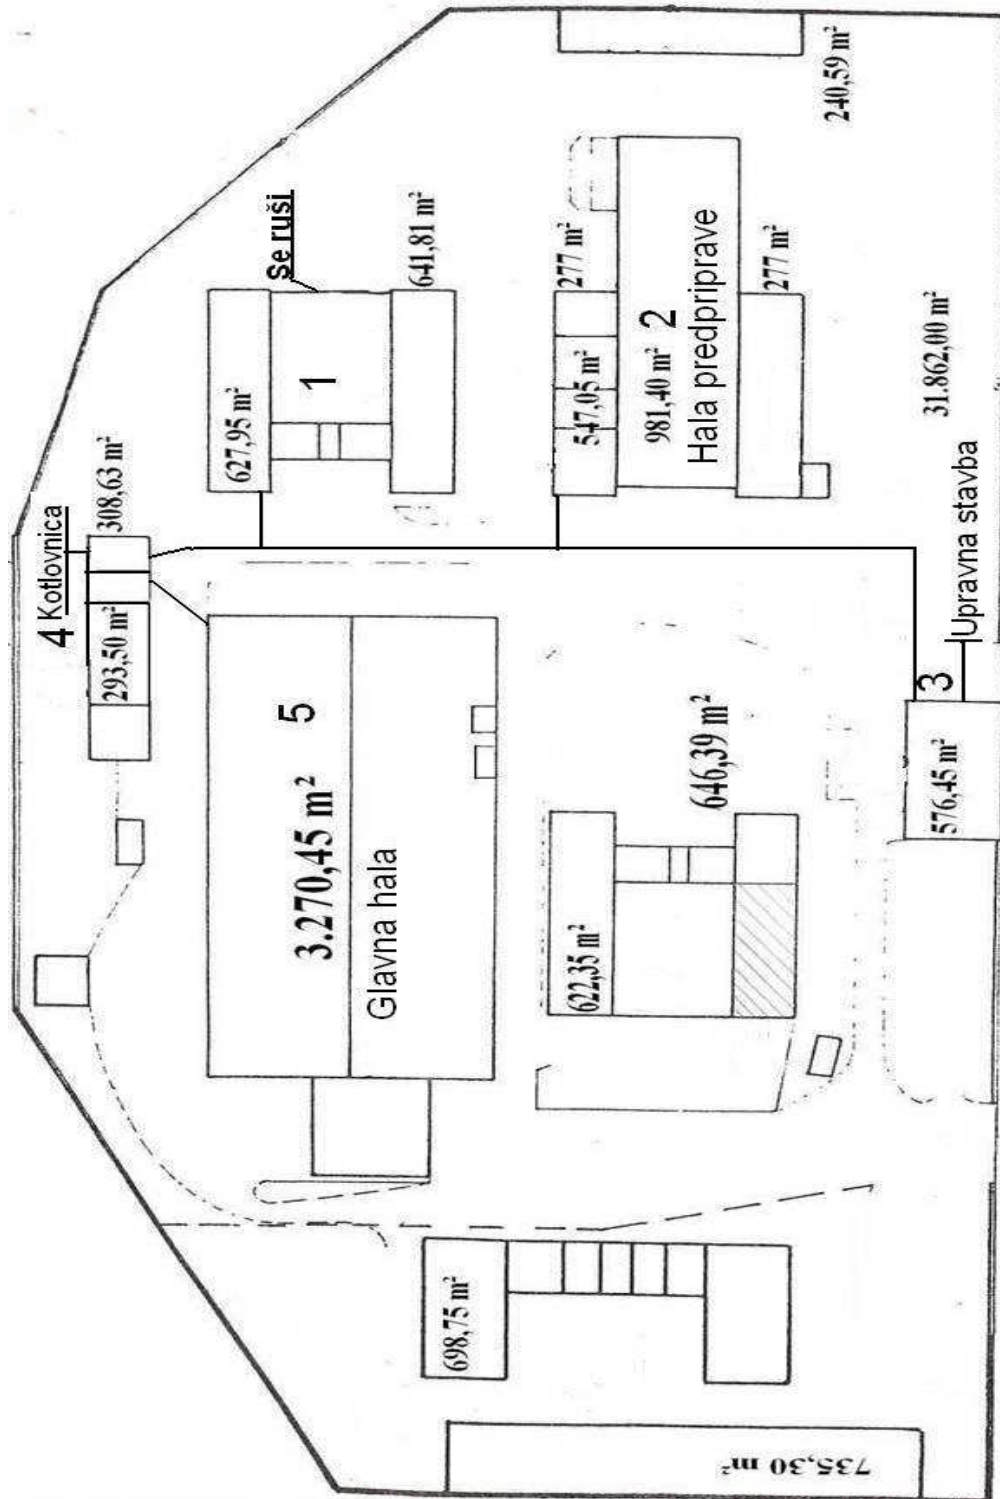 4 Kotlovnica
308,63 m²
293,50 m²
Se ruši
627,95 m²
1
641,81 m²
240,59 m²
277 m²
547,05 m²
2
981,40 m²
Hala predpriprave
277 m²
31.862,00 m²
Upravna stavba
3
576,45 m²
5
3.270,45 m²
Glavna hala
646,39 m²
622,35 m²
698,75 m²
735,30 m²